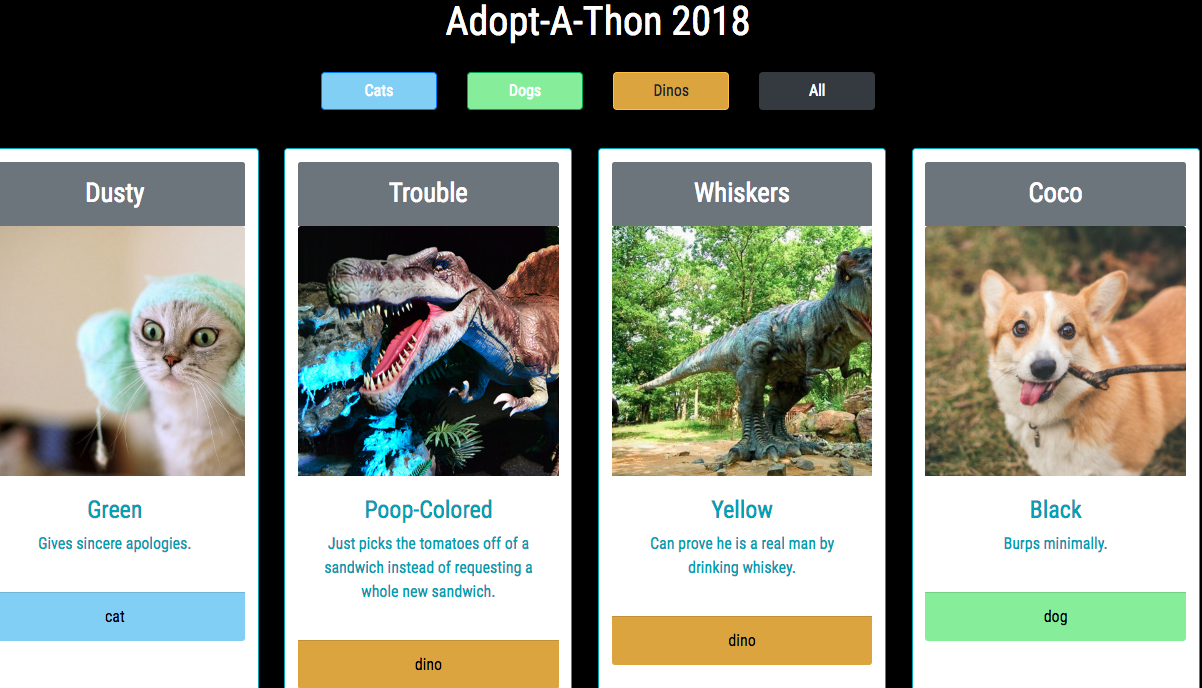 Adopt-A-Thon 2018
Cats
Dogs
Dinos
All
Dusty
Green
Gives sincere apologies.
cat
Trouble
Poop-Colored
Just picks the tomatoes off of a
sandwich instead of requesting a
whole new sandwich.
dino
Whiskers
Yellow
Can prove he is a real man by
drinking whiskey.
dino
Coco
Black
Burps minimally.
dog